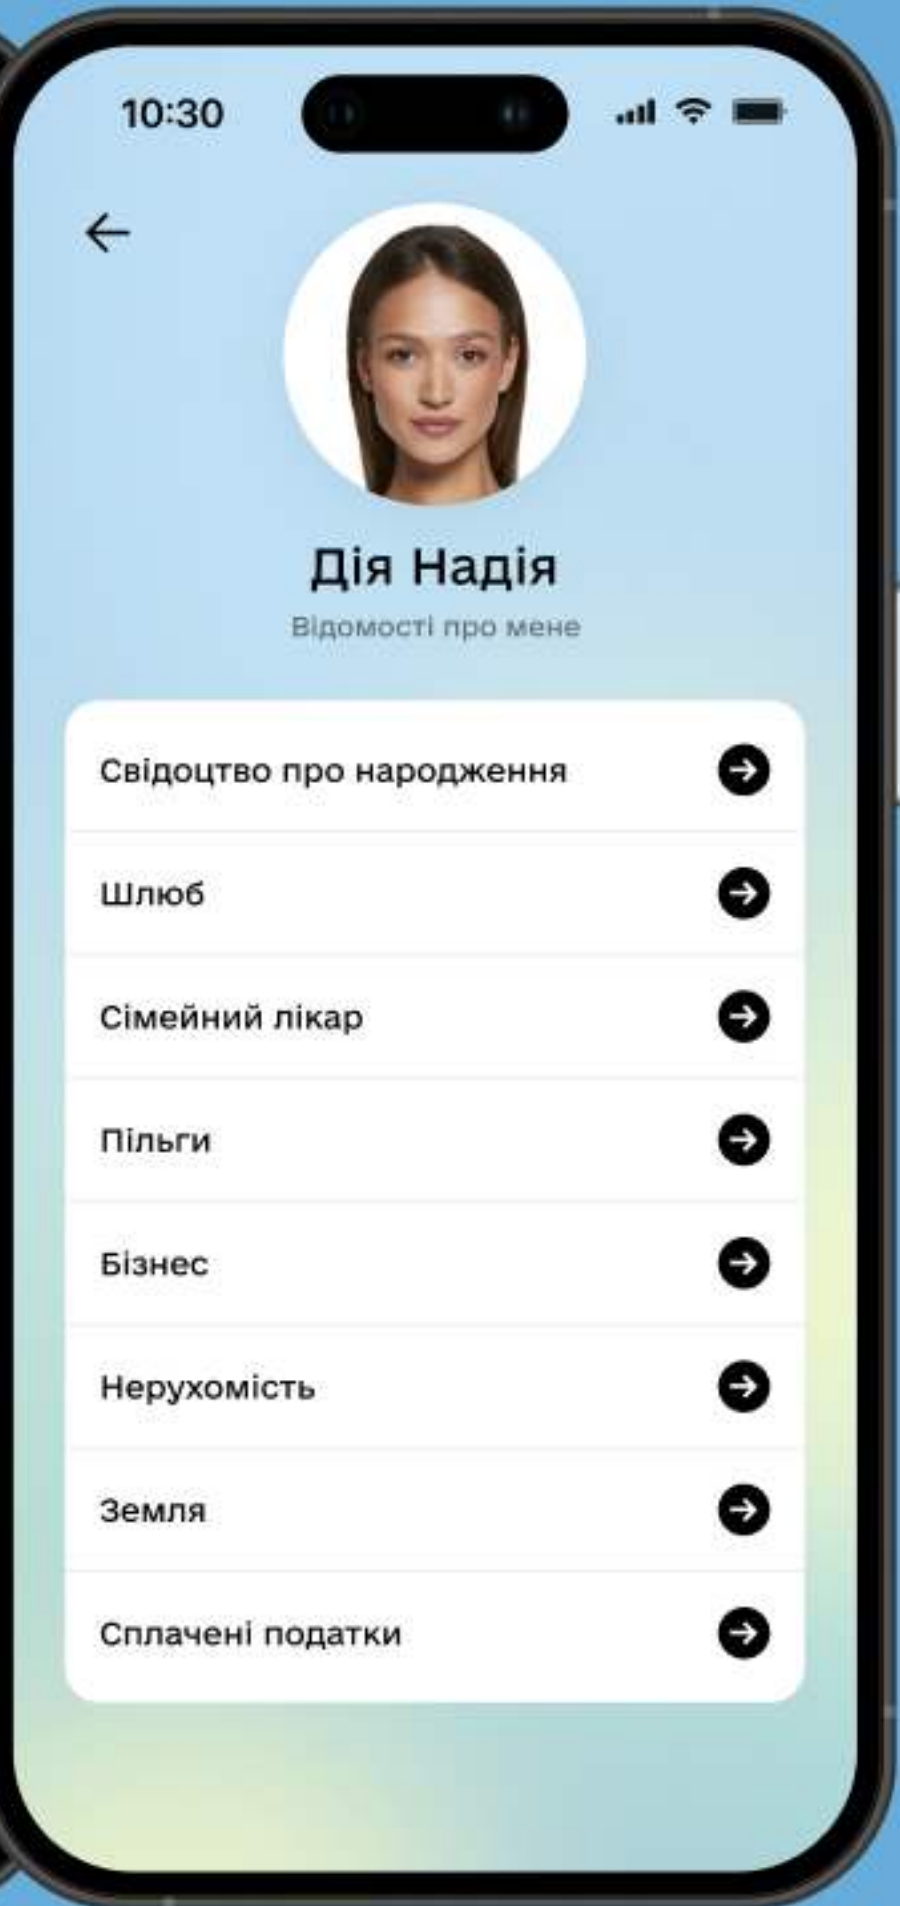 10:30
Дія Надія
Відомості про мене
Свідоцтво про народження
Шлюб
Сімейний лікар
Пільги
Бізнес
Нерухомість
Земля
Сплачені податки